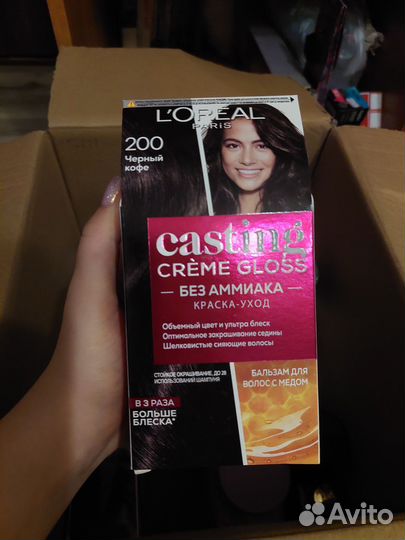 L'ORÉAL
PARIS
200
Черный
кофе
casting
CRÈME GLOSS
БЕЗ АММИАКА
КРАСКА-УХОД
Объемный цвет и ультра блеск
Оптимальное закрашивание седины
Шелковистые сияющие волосы
СТОЙКОЕ ОКРАШИВАНИЕ, ДО 28
ИСПОЛЬЗОВАНИЙ ШАМПУНЯ
БАЛЬЗАМ ДЛЯ
ВОЛОС С МЕДОМ
В 3 РАЗА
БОЛЬШЕ
БЛЕСКА*
Avito